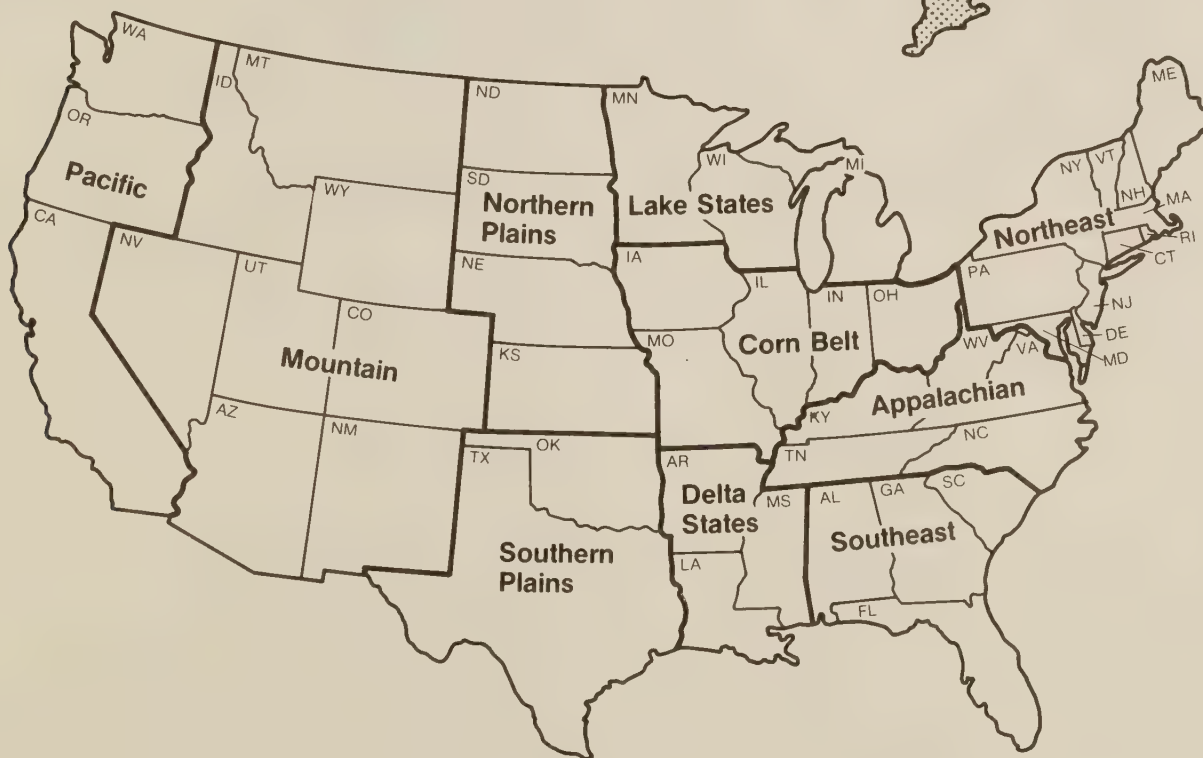 WA
MT
ID
ND
MN
ME
OR
WI
MI
NY
VT
Pacific
WY
SD
Northern
Plains
Lake States
NH
MA
CA
NV
Northeast
RI
UT
NE
IA
IL
IN
OH
PA
CT
CO
NJ
Mountain
KS
MO
Corn Belt
WV
VA
DE
MD
AZ
NM
KY
Appalachian
TX
OK
AR
TN
NC
Delta
States
MS
AL
GA
SC
Southern
Plains
LA
Southeast
FL